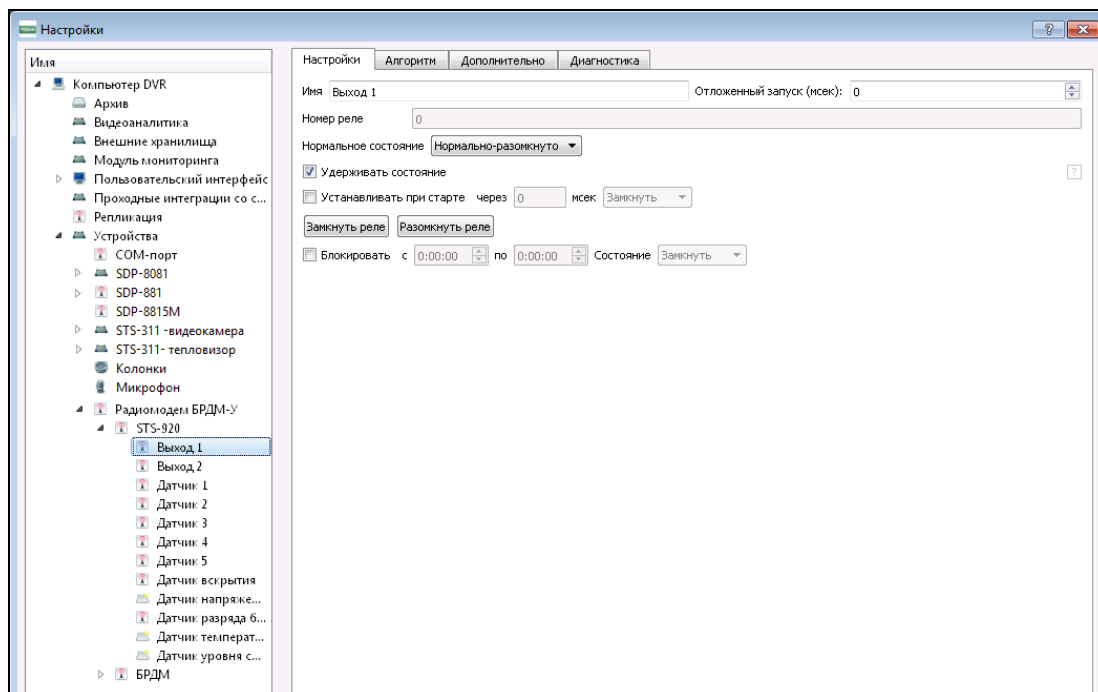 Настройки
?
Имя
Компьютер DVR
Архив
Видеоаналитика
Внешние хранилища
Модуль мониторинга
Пользовательский интерфейс
Проходные интеграции со с...
Репликация
Устройства
COM-порт
SDP-8081
SDP-881
SDP-8815M
STS-311 -видеокамера
STS-311- тепловизор
Колонки
Микрофон
Радиомодем БРДМ-У
STS-920
Выход 1
Выход 2
Датчик 1
Датчик 2
Датчик 3
Датчик 4
Датчик 5
Датчик вскрытия
Датчик напряже...
Датчик разряда б...
Датчик температ...
Датчик уровня с...
БРДМ
Настройки Алгоритм Дополнительно Диагностика
Имя Выход 1 Отложенный запуск (мсек): 0
Номер реле 0
Нормальное состояние Нормально-разомкнуто
Удерживать состояние ?
Устанавливать при старте через 0 мсек Замкнуть
Замкнуть реле Разомкнуть реле
Блокировать с 0:00:00 по 0:00:00 Состояние Замкнуть